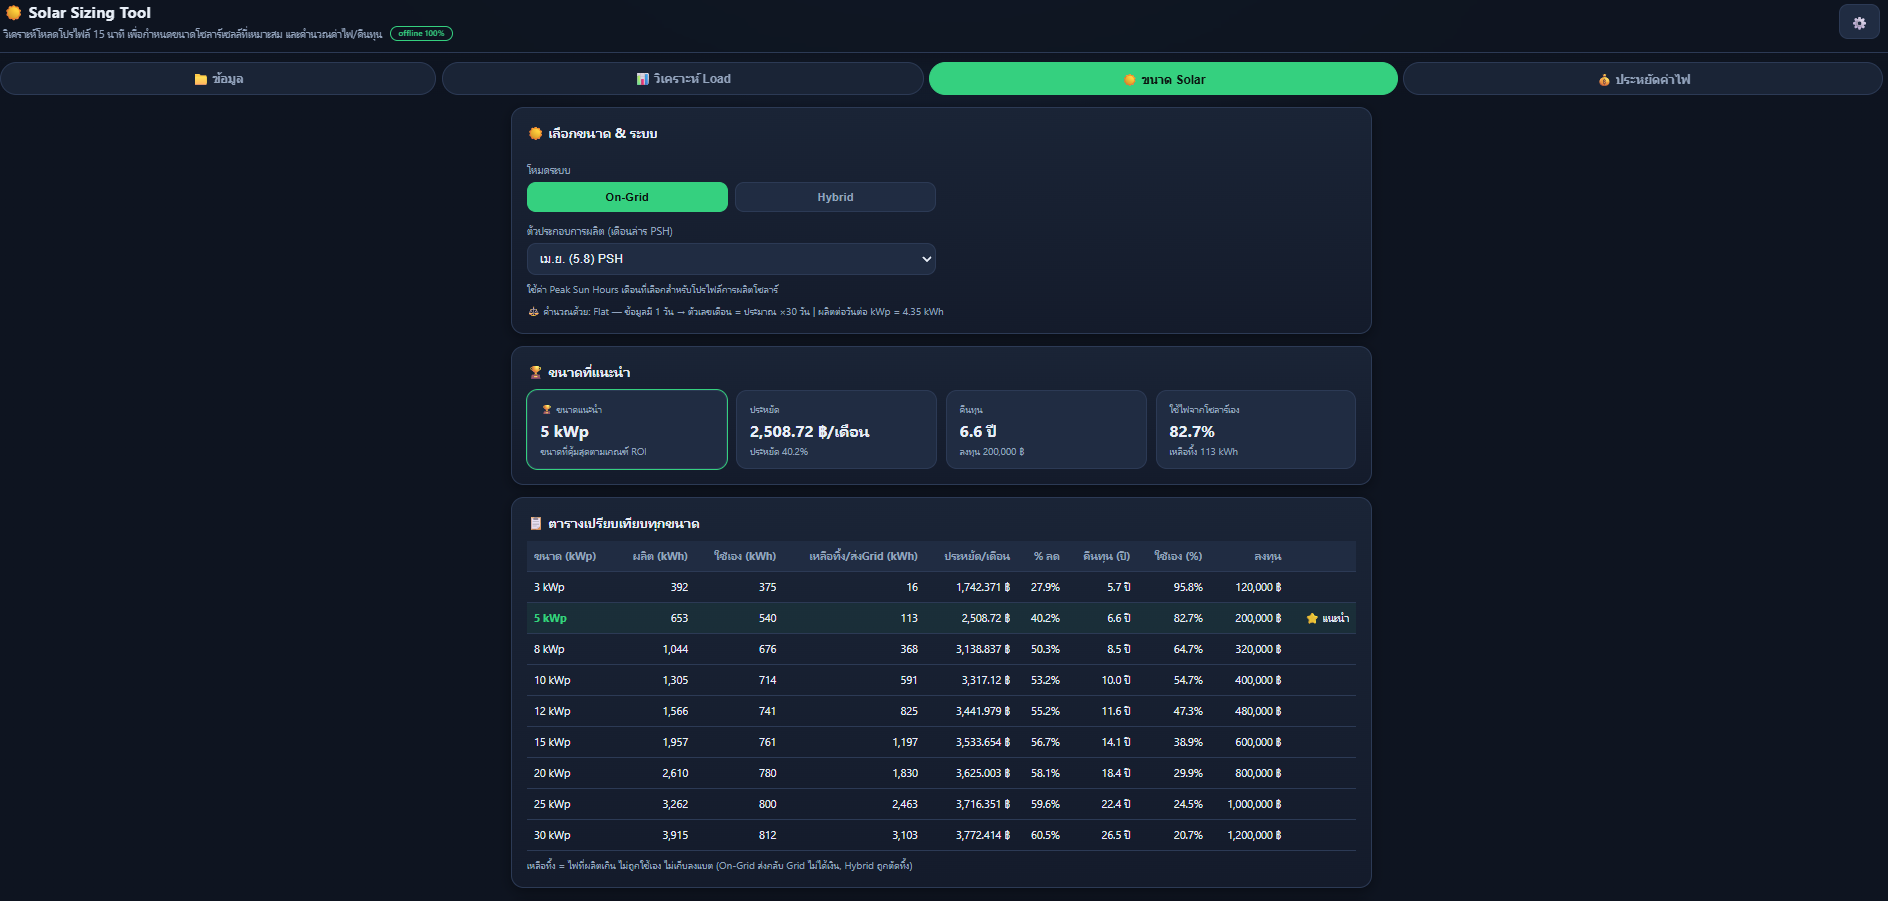 Solar Sizing Tool
วิเคราะห์โหลดโปรไฟล์ 15 นาที เพื่อกำหนดขนาดโซลาร์เซลล์ที่เหมาะสม และคำนวณค่าไฟ/คืนทุน offline 100%
ข้อมูล วิเคราะห์ Load ขนาด Solar ประหยัดค่าไฟ
เลือกขนาด & ระบบ
โหมดระบบ
On-Grid Hybrid
ตัวประกอบการผลิต (เดือนล่าร PSH)
เม.ย. (5.8) PSH
ใช้ค่า Peak Sun Hours เดือนที่เลือกสำหรับโปรไฟล์การผลิตโซลาร์
คำนวณด้วย: Flat — ข้อมูลมี 1 วัน → ตัวเลขเดือน = ประมาณ ×30 วัน | ผลิตต่อวันต่อ kWp = 4.35 kWh
ขนาดที่แนะนำ
ขนาดแนะนำ ประหยัด คืนทุน ใช้ไฟจากโซลาร์เอง
5 kWp 2,508.72 ฿/เดือน 6.6 ปี 82.7%
ขนาดที่คุ้มสุดตามเกณฑ์ ROI ประหยัด 40.2% ลงทุน 200,000 ฿ เหลือทิ้ง 113 kWh
ตารางเปรียบเทียบทุกขนาด
ขนาด (kWp) ผลิต (kWh) ใช้เอง (kWh) เหลือทิ้ง/ส่งGrid (kWh) ประหยัด/เดือน % ลด คืนทุน (ปี) ใช้เอง (%) ลงทุน
3 kWp 392 375 16 1,742.371 ฿ 27.9% 5.7 ปี 95.8% 120,000 ฿
5 kWp 653 540 113 2,508.72 ฿ 40.2% 6.6 ปี 82.7% 200,000 ฿ แนะนำ
8 kWp 1,044 676 368 3,138.837 ฿ 50.3% 8.5 ปี 64.7% 320,000 ฿
10 kWp 1,305 714 591 3,317.12 ฿ 53.2% 10.0 ปี 54.7% 400,000 ฿
12 kWp 1,566 741 825 3,441.979 ฿ 55.2% 11.6 ปี 47.3% 480,000 ฿
15 kWp 1,957 761 1,197 3,533.654 ฿ 56.7% 14.1 ปี 38.9% 600,000 ฿
20 kWp 2,610 780 1,830 3,625.003 ฿ 58.1% 18.4 ปี 29.9% 800,000 ฿
25 kWp 3,262 800 2,463 3,716.351 ฿ 59.6% 22.4 ปี 24.5% 1,000,000 ฿
30 kWp 3,915 812 3,103 3,772.414 ฿ 60.5% 26.5 ปี 20.7% 1,200,000 ฿
เหลือทิ้ง = ไฟที่ผลิตเกิน ไม่ถูกใช้เอง ไม่เก็บลงแบต (On-Grid ส่งกลับ Grid ไม่ได้เงิน, Hybrid ถูกตัดทิ้ง)